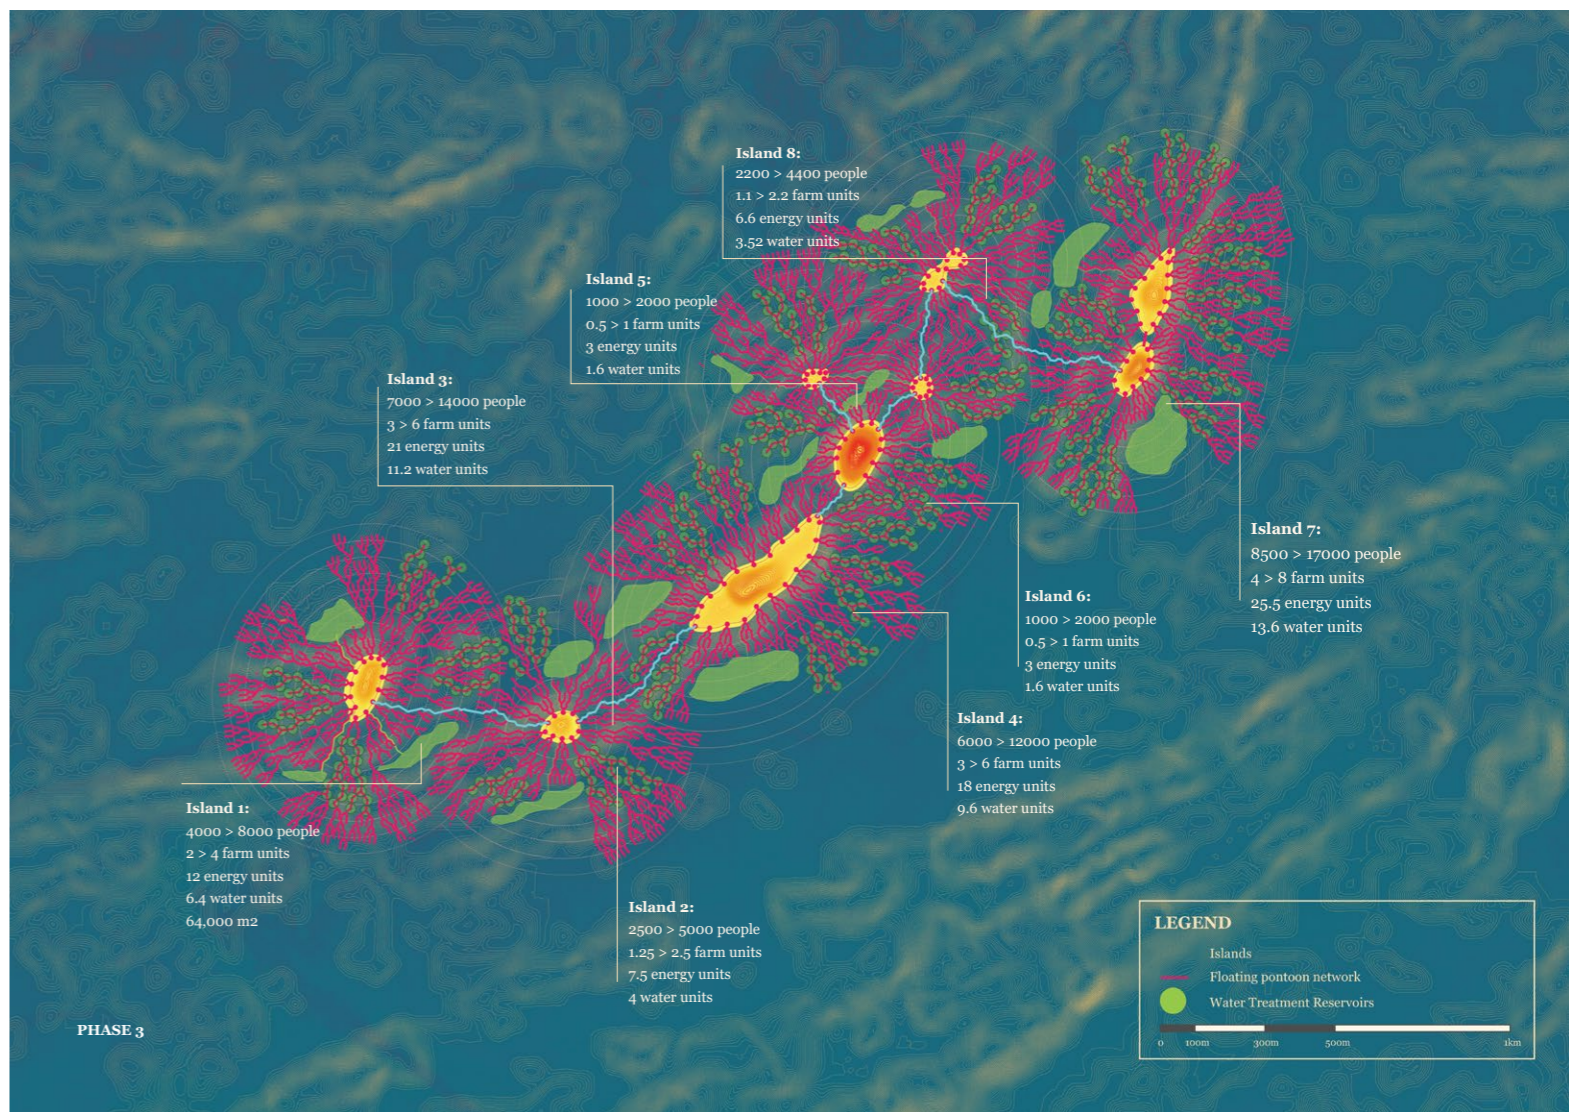 Island 8:
2200 > 4400 people
1.1 > 2.2 farm units
6.6 energy units
3.52 water units
Island 5:
1000 > 2000 people
0.5 > 1 farm units
3 energy units
1.6 water units
Island 3:
7000 > 14000 people
3 > 6 farm units
21 energy units
11.2 water units
Island 7:
8500 > 17000 people
4 > 8 farm units
25.5 energy units
13.6 water units
Island 6:
1000 > 2000 people
0.5 > 1 farm units
3 energy units
1.6 water units
Island 4:
6000 > 12000 people
3 > 6 farm units
18 energy units
9.6 water units
Island 1:
4000 > 8000 people
2 > 4 farm units
12 energy units
6.4 water units
64,000 m2
Island 2:
2500 > 5000 people
1.25 > 2.5 farm units
7.5 energy units
4 water units
PHASE 3
LEGEND
Islands
Floating pontoon network
Water Treatment Reservoirs
0 100m 300m 500m 1km